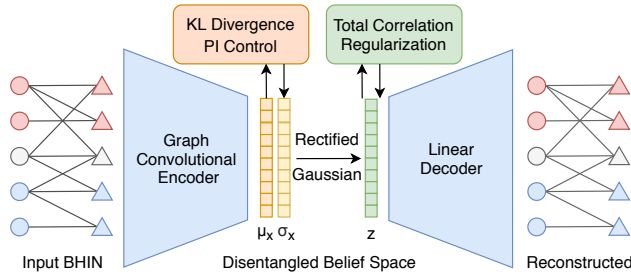 KL Divergence
PI Control
Total Correlation
Regularization
Graph
Convolutional
Encoder
Rectified
Gaussian
Linear
Decoder
μx σx
z
Input BHIN
Disentangled Belief Space
Reconstructed